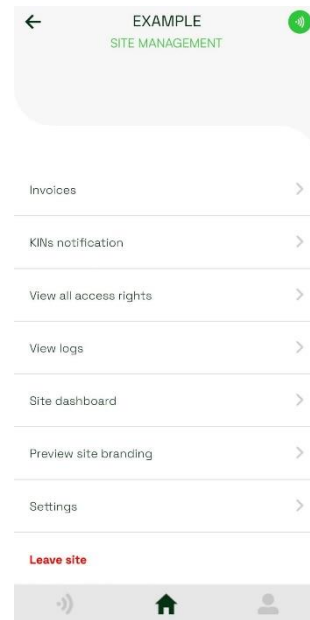 EXAMPLE
SITE MANAGEMENT
Invoices
KINs notification
View all access rights
View logs
Site dashboard
Preview site branding
Settings
Leave site